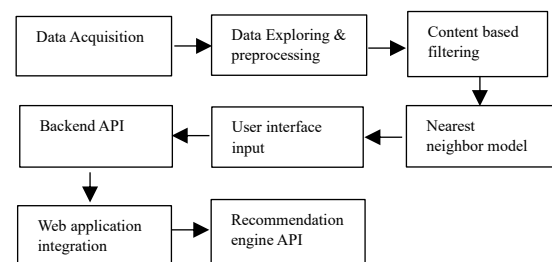 Data Acquisition
Data Exploring &
preprocessing
Content based
filtering
Backend API
User interface
input
Nearest
neighbor model
Web application
integration
Recommendation
engine API